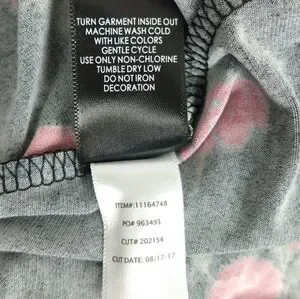 TURN GARMENT INSIDE OUT
MACHINE WASH COLD
WITH LIKE COLORS
GENTLE CYCLE
USE ONLY NON-CHLORINE
TUMBLE DRY LOW
DO NOT IRON
DECORATION
ITEM#:11164748
PO# 963493
CUT# 202154
CUT DATE: 08/17/17